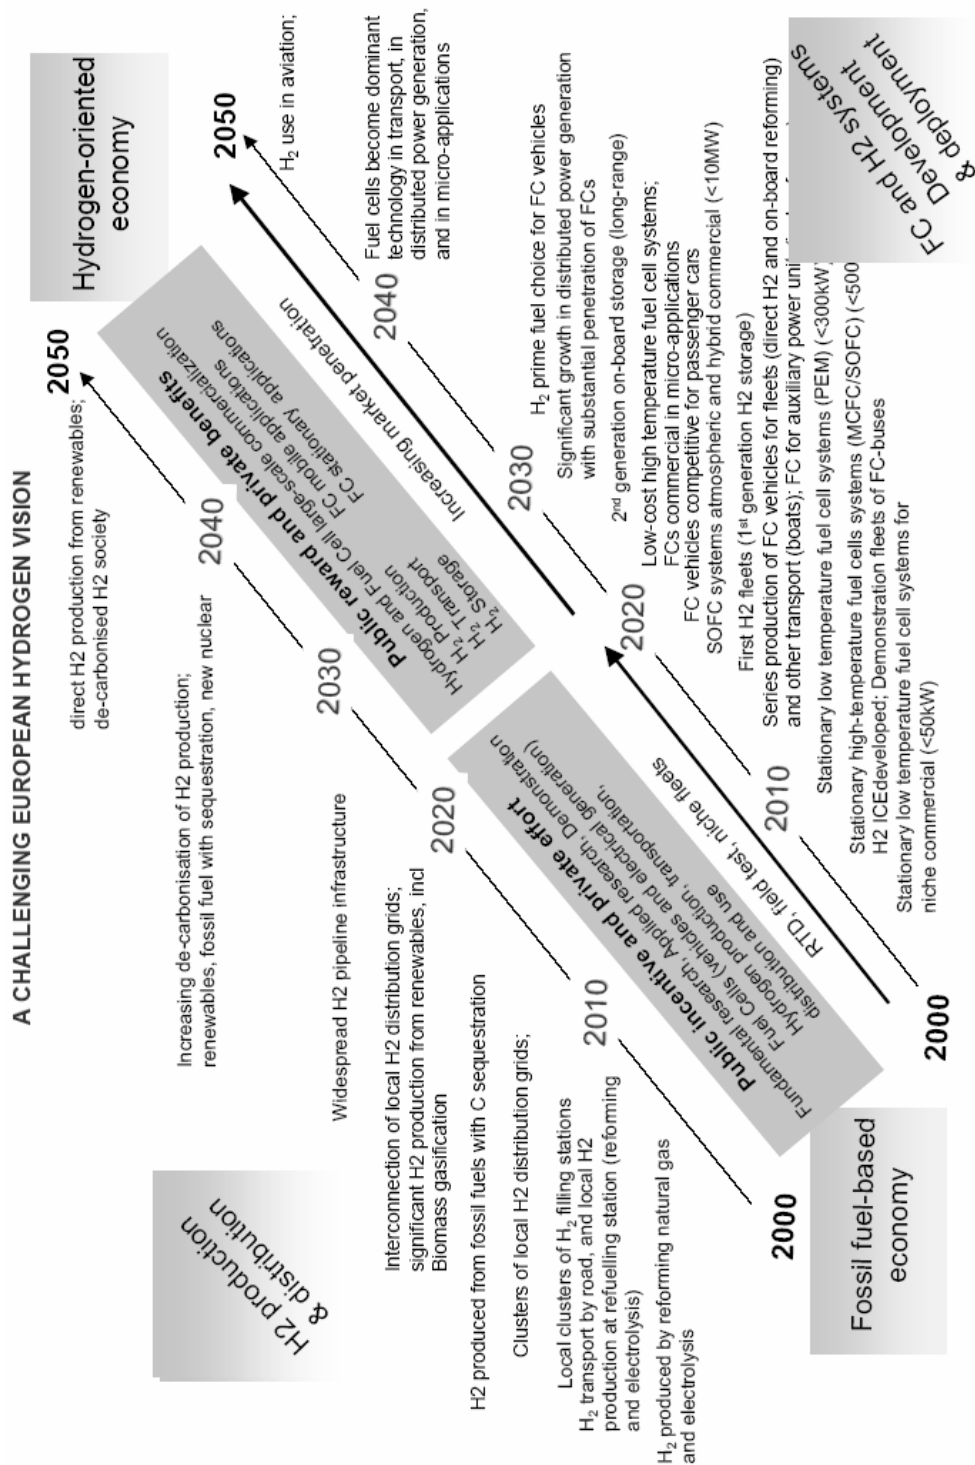 A CHALLENGING EUROPEAN HYDROGEN VISION
H2 production
& distribution
Hydrogen-oriented
economy
2050
direct H2 production from renewables;
de-carbonised H2 society
2040
Increasing de-carbonisation of H2 production;
renewables, fossil fuel with sequestration, new nuclear
2030
Widespread H2 pipeline infrastructure
2020
Interconnection of local H2 distribution grids;
significant H2 production from renewables, incl
Biomass gasification
H2 produced from fossil fuels with C sequestration
Clusters of local H2 distribution grids;
2010
Local clusters of H₂ filling stations
H₂ transport by road, and local H2
production at refuelling station (reforming
and electrolysis)
H₂ produced by reforming natural gas
and electrolysis
2000
Fossil fuel-based
economy
Public reward and private benefits
Hydrogen and Fuel Cell large-scale commercialization
H₂ Production FC mobile applications
H₂ Transport FC stationary applications
H₂ Storage
Increasing market penetration
Public incentive and private effort
Fundamental research, Applied research, Demonstration
Fuel Cells (vehicles and electrical generation)
Hydrogen production, transportation,
distribution and use
RTD, field test, niche fleets
2050
H₂ use in aviation;
2040
Fuel cells become dominant
technology in transport, in
distributed power generation,
and in micro-applications
2030
H₂ prime fuel choice for FC vehicles
Significant growth in distributed power generation
with substantial penetration of FCs
2nd generation on-board storage (long-range)
2020
Low-cost high temperature fuel cell systems;
FCs commercial in micro-applications
FC vehicles competitive for passenger cars
SOFC systems atmospheric and hybrid commercial (<10MW)
First H2 fleets (1st generation H2 storage)
Series production of FC vehicles for fleets (direct H2 and on-board reforming)
and other transport (boats); FC for auxiliary power
2010
Stationary low temperature fuel cell systems (PEM) (<300kW)
Stationary high-temperature fuel cells systems (MCFC/SOFC) (<500
H2 ICEdeveloped; Demonstration fleets of FC-buses
Stationary low temperature fuel cell systems for
niche commercial (<50kW)
2000
FC and H2 systems
Development
& deployment